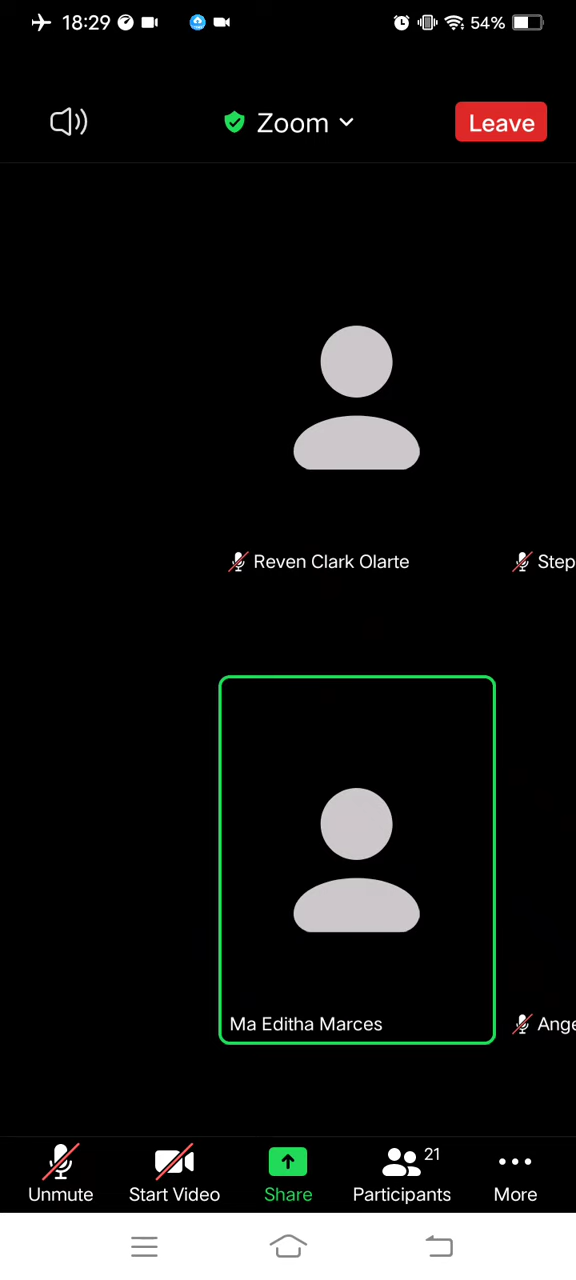 18:29
54%
Zoom
Leave
Reven Clark Olarte
Step
Ma Editha Marces
Ange
21
Unmute Start Video Share Participants More